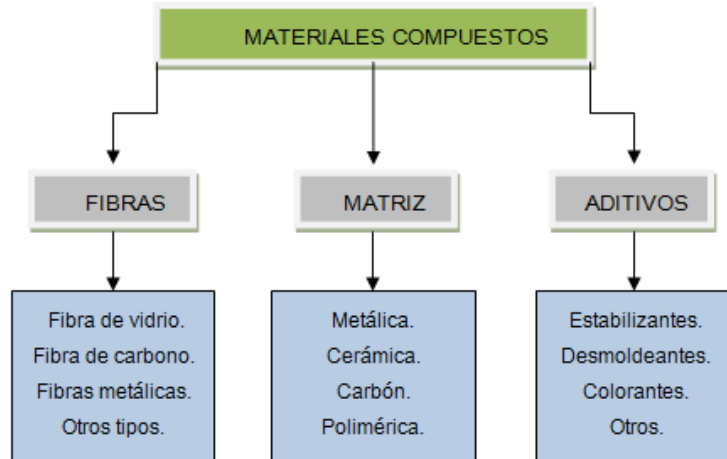 MATERIALES COMPUESTOS
FIBRAS
MATRIZ
ADITIVOS
Fibra de vidrio.
Fibra de carbono.
Fibras metálicas.
Otros tipos.
Metálica.
Cerámica.
Carbón.
Polimérica.
Estabilizantes.
Desmoldeantes.
Colorantes.
Otros.